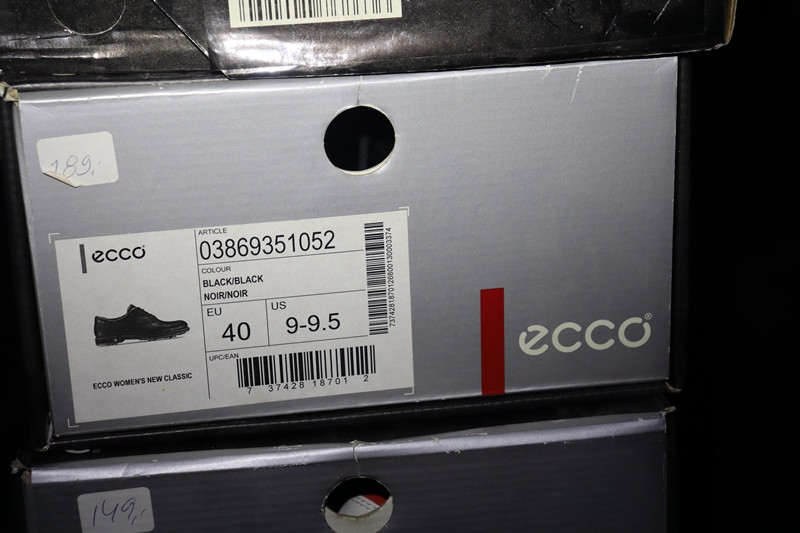 189,-
ecco®
ARTICLE
03869351052
COLOUR
BLACK/BLACK
NOIR/NOIR
EU
40
US
9-9.5
ECCO WOMEN'S NEW CLASSIC
UPC/EAN
7 37428 18701 2
7374281870126800130003374
ecco®
149,-